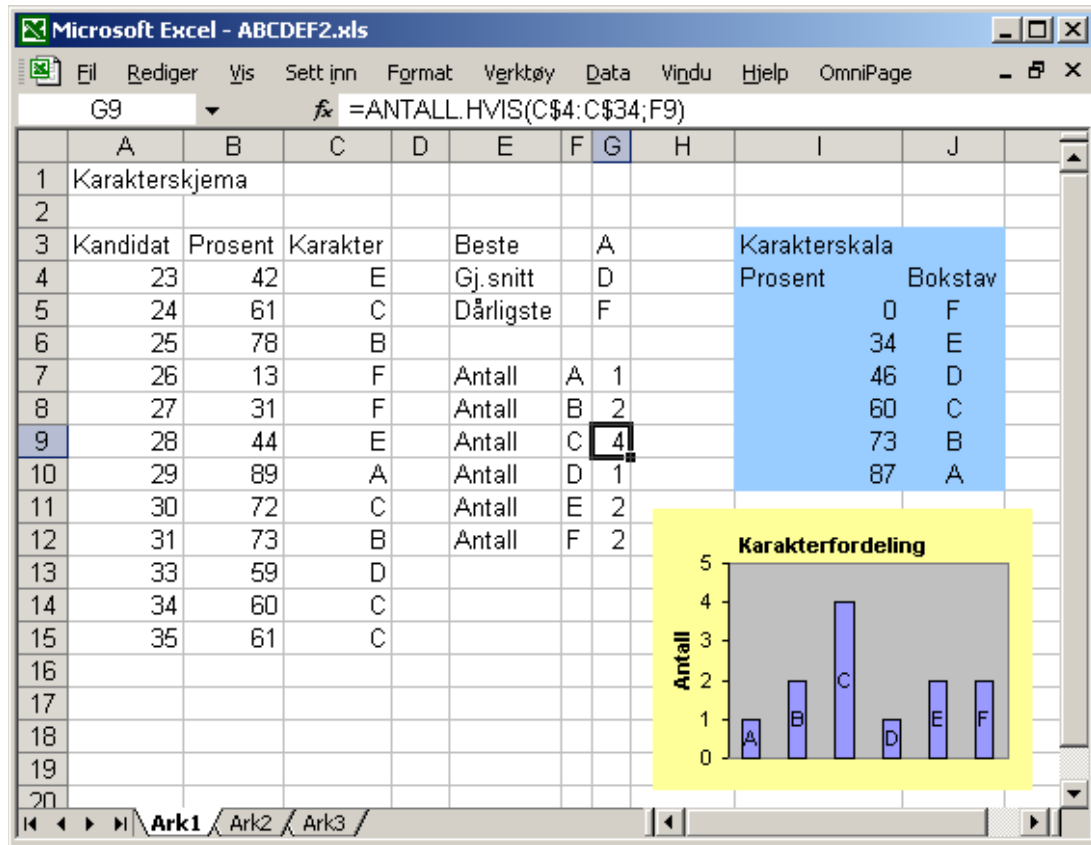 Microsoft Excel - ABCDEF2.xls
Fil Rediger Vis Sett inn Format Verktøy Data Vindu Hjelp OmniPage
G9 fx =ANTALL.HVIS(C$4:C$34;F9)
A B C D E F G H I J
1 Karakterskjema
2
3 Kandidat Prosent Karakter Beste A Karakterskala
4 23 42 E Gj.snitt D Prosent Bokstav
5 24 61 C Dårligste F 0 F
6 25 78 B 34 E
7 26 13 F Antall A 1 46 D
8 27 31 F Antall B 2 60 C
9 28 44 E Antall C 4 73 B
10 29 89 A Antall D 1 87 A
11 30 72 C Antall E 2
12 31 73 B Antall F 2
13 33 59 D
14 34 60 C
15 35 61 C
16
17
18
19
20
Karakterfordeling
Antall
5
4
3
2
1
0
A B C D E F
Ark1 Ark2 Ark3